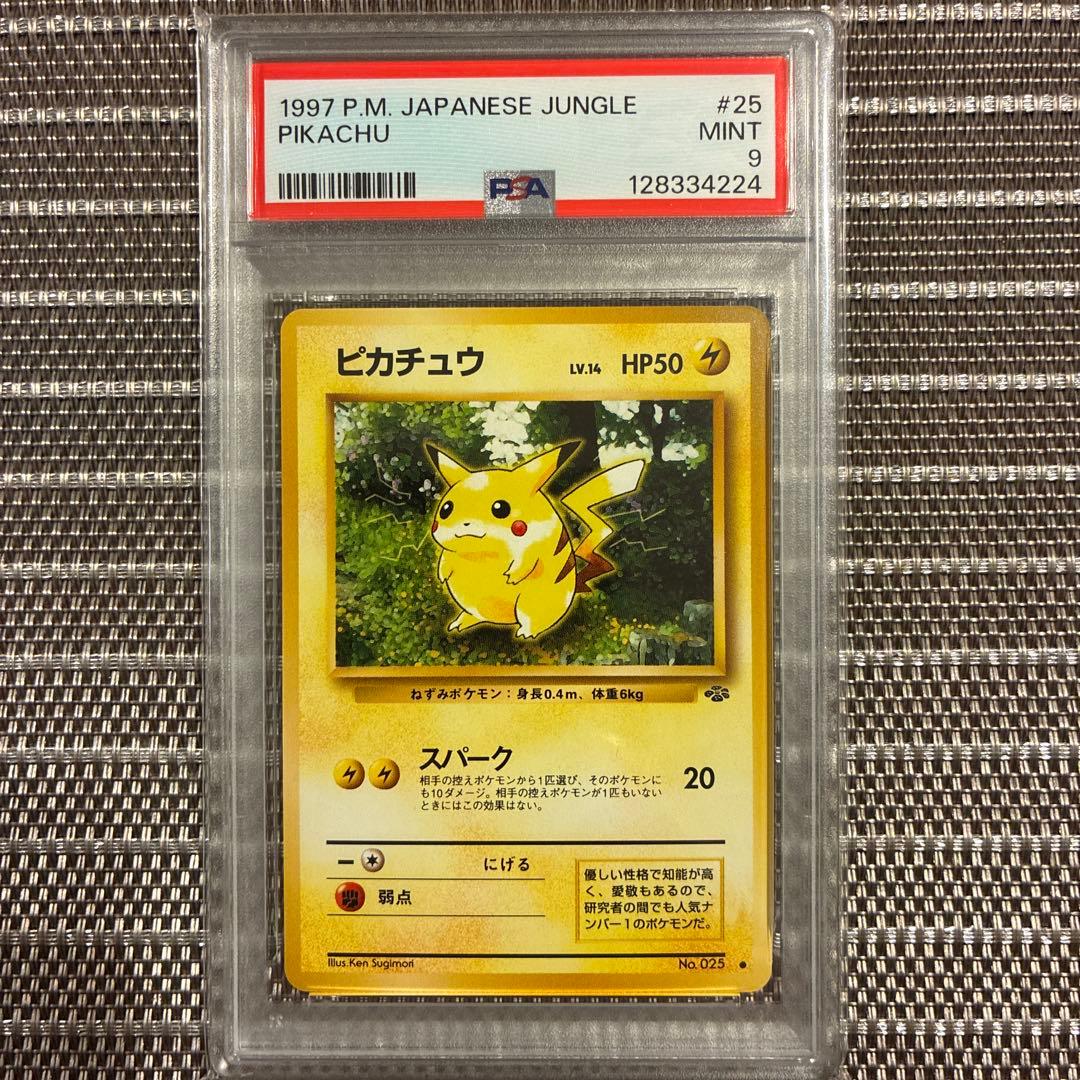 1997 P.M. JAPANESE JUNGLE #25
PIKACHU MINT
9
PSA 128334224
ピカチュウ LV.14 HP50
ねずみポケモン：身長0.4m、体重6kg
スパーク 20
相手の控えポケモンから1匹選び、そのポケモンに
も10ダメージ。相手の控えポケモンが1匹もいない
ときにはこの効果はない。
にげる
弱点
優しい性格で知能が高
く、愛敬もあるので、
研究者の間でも人気ナ
ンバー1のポケモンだ。
Illus.Ken Sugimori No. 025